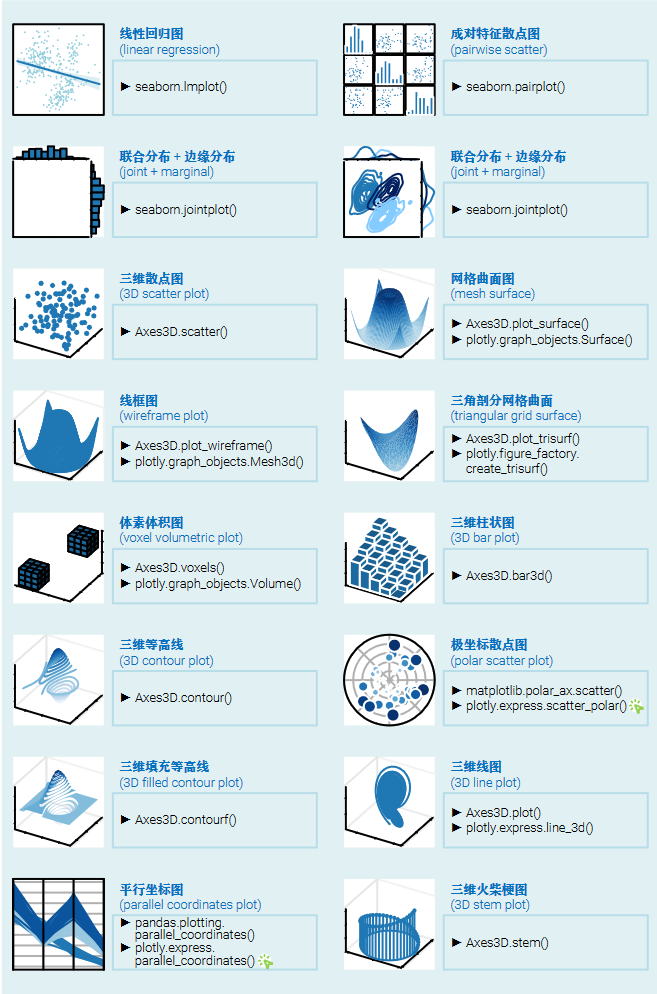 线性回归图
(linear regression)
► seaborn.lmplot()
成对特征散点图
(pairwise scatter)
► seaborn.pairplot()
联合分布 + 边缘分布
(joint + marginal)
► seaborn.jointplot()
联合分布 + 边缘分布
(joint + marginal)
► seaborn.jointplot()
三维散点图
(3D scatter plot)
► Axes3D.scatter()
网格曲面图
(mesh surface)
► Axes3D.plot_surface()
► plotly.graph_objects.Surface()
线框图
(wireframe plot)
► Axes3D.plot_wireframe()
► plotly.graph_objects.Mesh3d()
三角剖分网格曲面
(triangular grid surface)
► Axes3D.plot_trisurf()
► plotly.figure_factory.
create_trisurf()
体素体积图
(voxel volumetric plot)
► Axes3D.voxels()
► plotly.graph_objects.Volume()
三维柱状图
(3D bar plot)
► Axes3D.bar3d()
三维等高线
(3D contour plot)
► Axes3D.contour()
极坐标散点图
(polar scatter plot)
► matplotlib.polar_ax.scatter()
► plotly.express.scatter_polar()
三维填充等高线
(3D filled contour plot)
► Axes3D.contourf()
三维线图
(3D line plot)
► Axes3D.plot()
► plotly.express.line_3d()
平行坐标图
(parallel coordinates plot)
► pandas.plotting.
parallel_coordinates()
► plotly.express.
parallel_coordinates()
三维火柴梗图
(3D stem plot)
► Axes3D.stem()